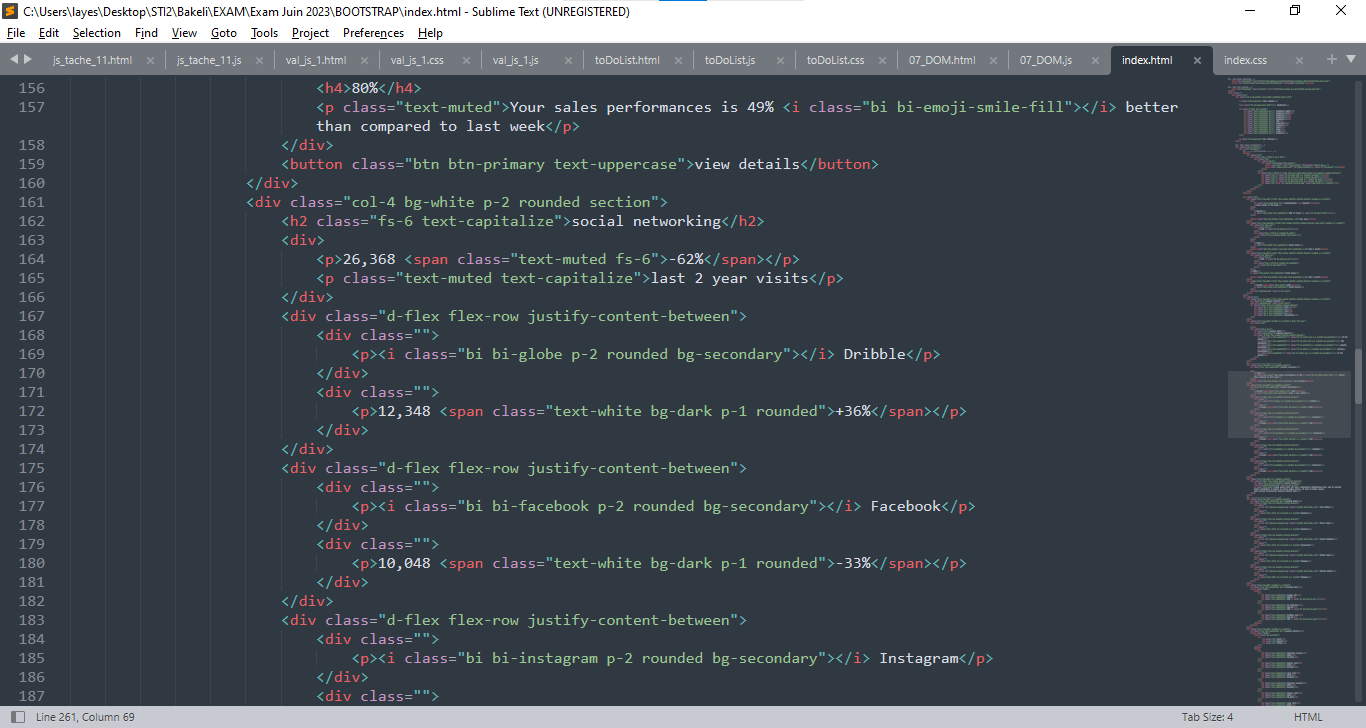 C:\Users\layes\Desktop\STI2\Bakeli\EXAM\Exam Juin 2023\BOOTSTRAP\index.html - Sublime Text (UNREGISTERED)
File Edit Selection Find View Goto Tools Project Preferences Help
js_tache_11.html js_tache_11.js val_js_1.html val_js_1.css val_js_1.js toDoList.html toDoList.js toDoList.css 07_DOM.html 07_DOM.js index.html index.css
156 <h4>80%</h4>
157 <p class="text-muted">Your sales performances is 49% <i class="bi bi-emoji-smile-fill"></i> better
than compared to last week</p>
158 </div>
159 <button class="btn btn-primary text-uppercase">view details</button>
160 </div>
161 <div class="col-4 bg-white p-2 rounded section">
162 <h2 class="fs-6 text-capitalize">social networking</h2>
163 <div>
164 <p>26,368 <span class="text-muted fs-6">-62%</span></p>
165 <p class="text-muted text-capitalize">last 2 year visits</p>
166 </div>
167 <div class="d-flex flex-row justify-content-between">
168 <div class="">
169 <p><i class="bi bi-globe p-2 rounded bg-secondary"></i> Dribble</p>
170 </div>
171 <div class="">
172 <p>12,348 <span class="text-white bg-dark p-1 rounded">+36%</span></p>
173 </div>
174 </div>
175 <div class="d-flex flex-row justify-content-between">
176 <div class="">
177 <p><i class="bi bi-facebook p-2 rounded bg-secondary"></i> Facebook</p>
178 </div>
179 <div class="">
180 <p>10,048 <span class="text-white bg-dark p-1 rounded">-33%</span></p>
181 </div>
182 </div>
183 <div class="d-flex flex-row justify-content-between">
184 <div class="">
185 <p><i class="bi bi-instagram p-2 rounded bg-secondary"></i> Instagram</p>
186 </div>
187 <div class="">
Line 261, Column 69 Tab Size: 4 HTML